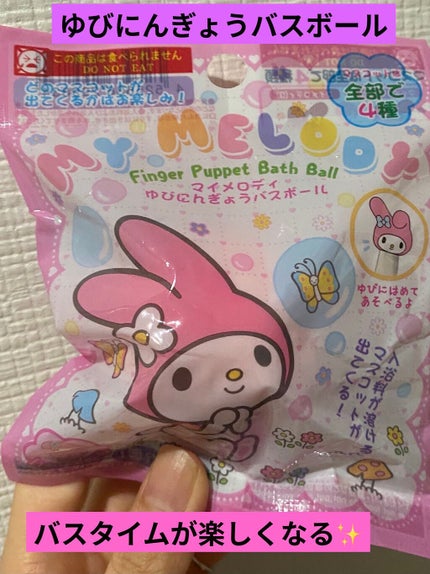 ゆびにんぎょうバスボール
この商品は食べられません
DO NOT EAT
どのマスコットが
出てくるかはお楽しみ!
全部で
4種
MY MELODY
Finger Puppet Bath Ball
マイメロディ
ゆびにんぎょうバスボール
ゆびにはめて
あそべるよ
入浴料が溶ける
マスコットが
出てくる!
バスタイムが楽しくなる✨